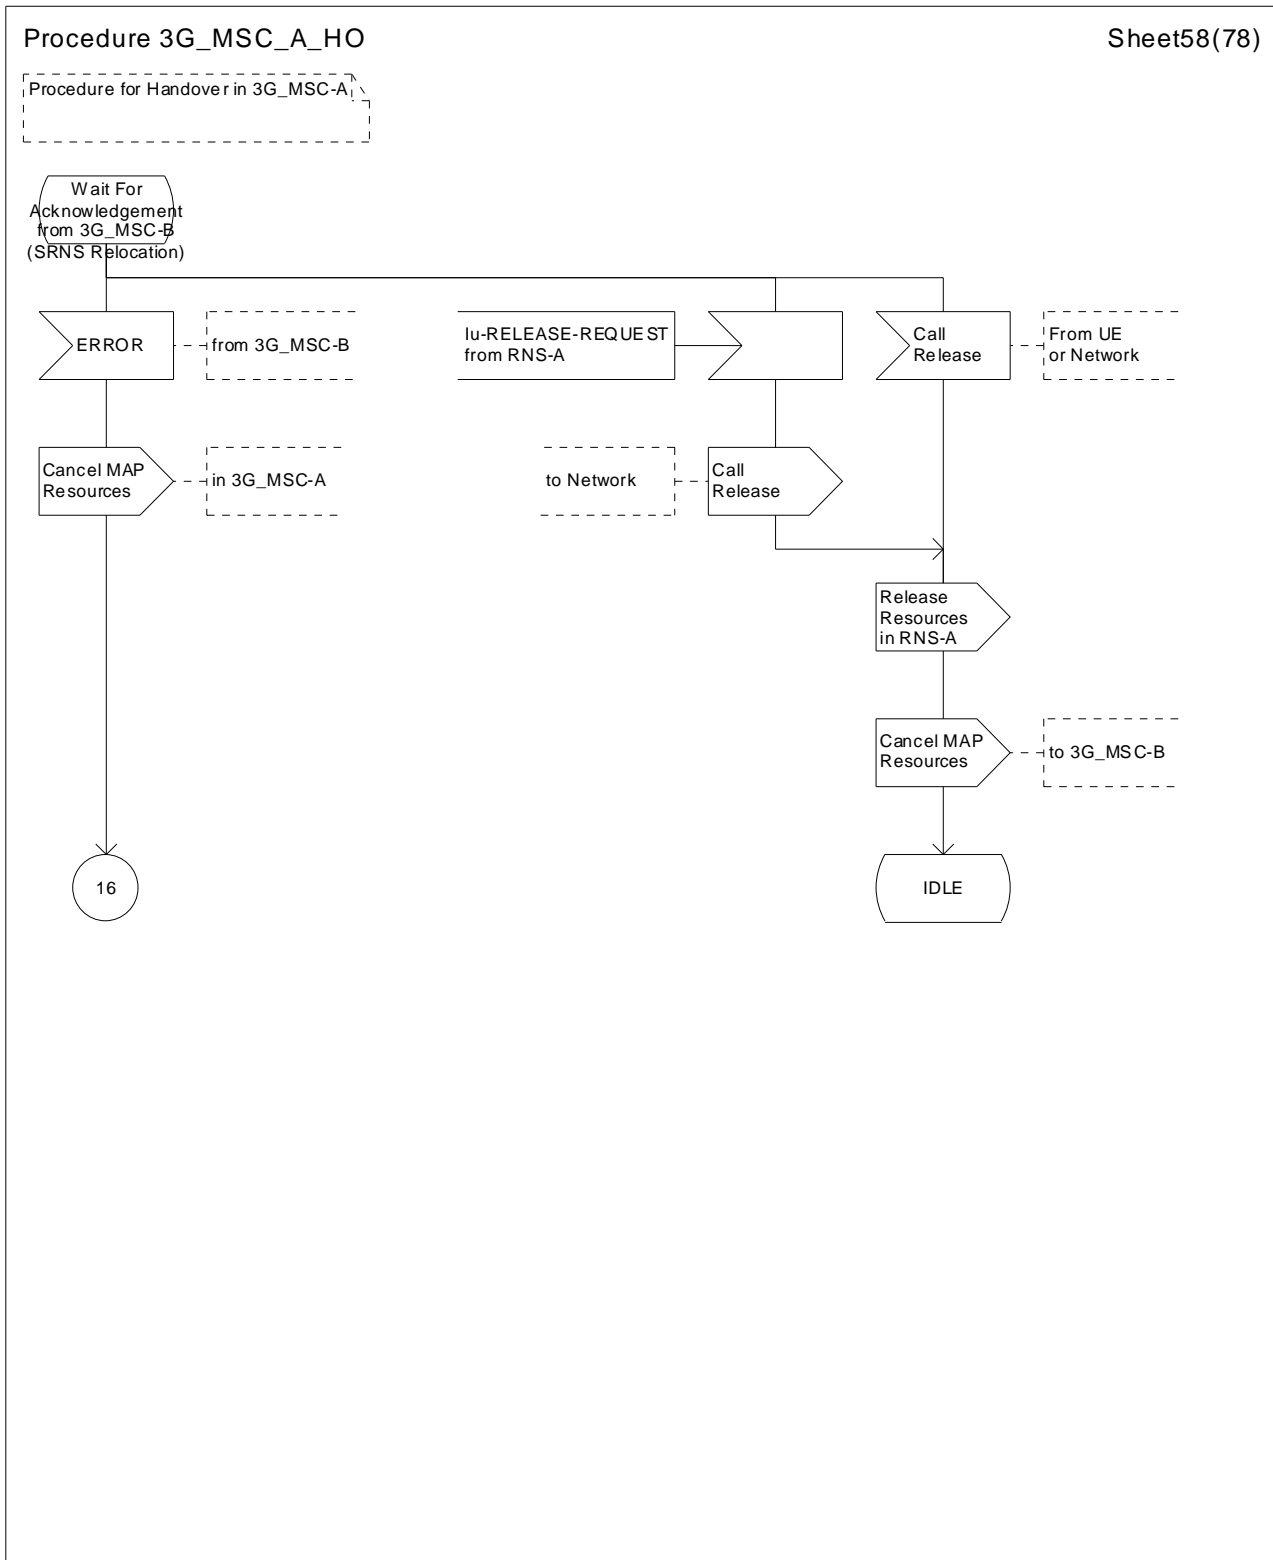 Procedure 3G_MSC_A_HO
Sheet58(78)
Procedure for Handover in 3G_MSC-A
Wait For
Acknowledgement
from 3G_MSC-B
(SRNS Relocation)
ERROR
from 3G_MSC-B
Iu-RELEASE-REQUEST
from RNS-A
Call
Release
From UE
or Network
Cancel MAP
Resources
in 3G_MSC-A
to Network
Call
Release
Release
Resources
in RNS-A
Cancel MAP
Resources
to 3G_MSC-B
16
IDLE